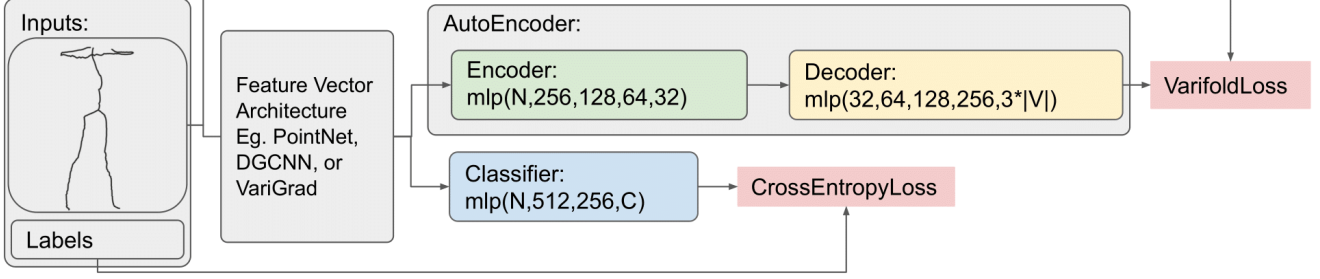 Inputs:
Labels
Feature Vector
Architecture
Eg. PointNet,
DGCNN, or
VariGrad
AutoEncoder:
Encoder:
mlp(N,256,128,64,32)
Decoder:
mlp(32,64,128,256,3*|V|)
VarifoldLoss
Classifier:
mlp(N,512,256,C)
CrossEntropyLoss